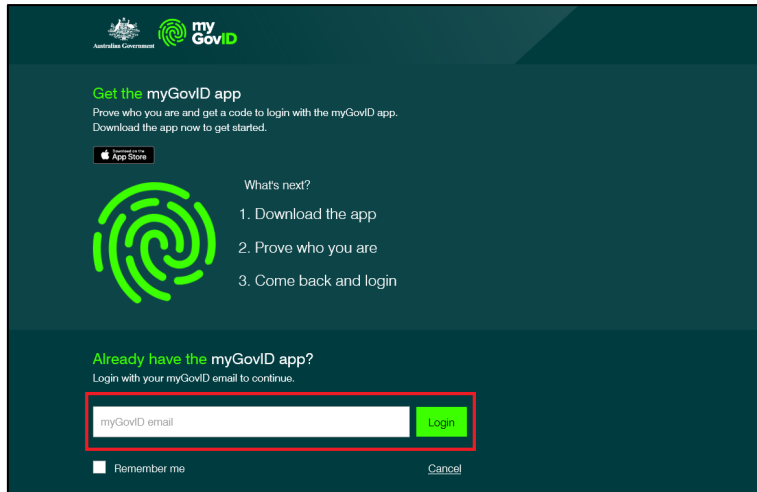 Australian Government
my
GovID
Get the myGovID app
Prove who you are and get a code to login with the myGovID app.
Download the app now to get started.
Download on the
App Store
What's next?
1. Download the app
2. Prove who you are
3. Come back and login
Already have the myGovID app?
Login with your myGovID email to continue.
myGovID email
Login
Remember me
Cancel